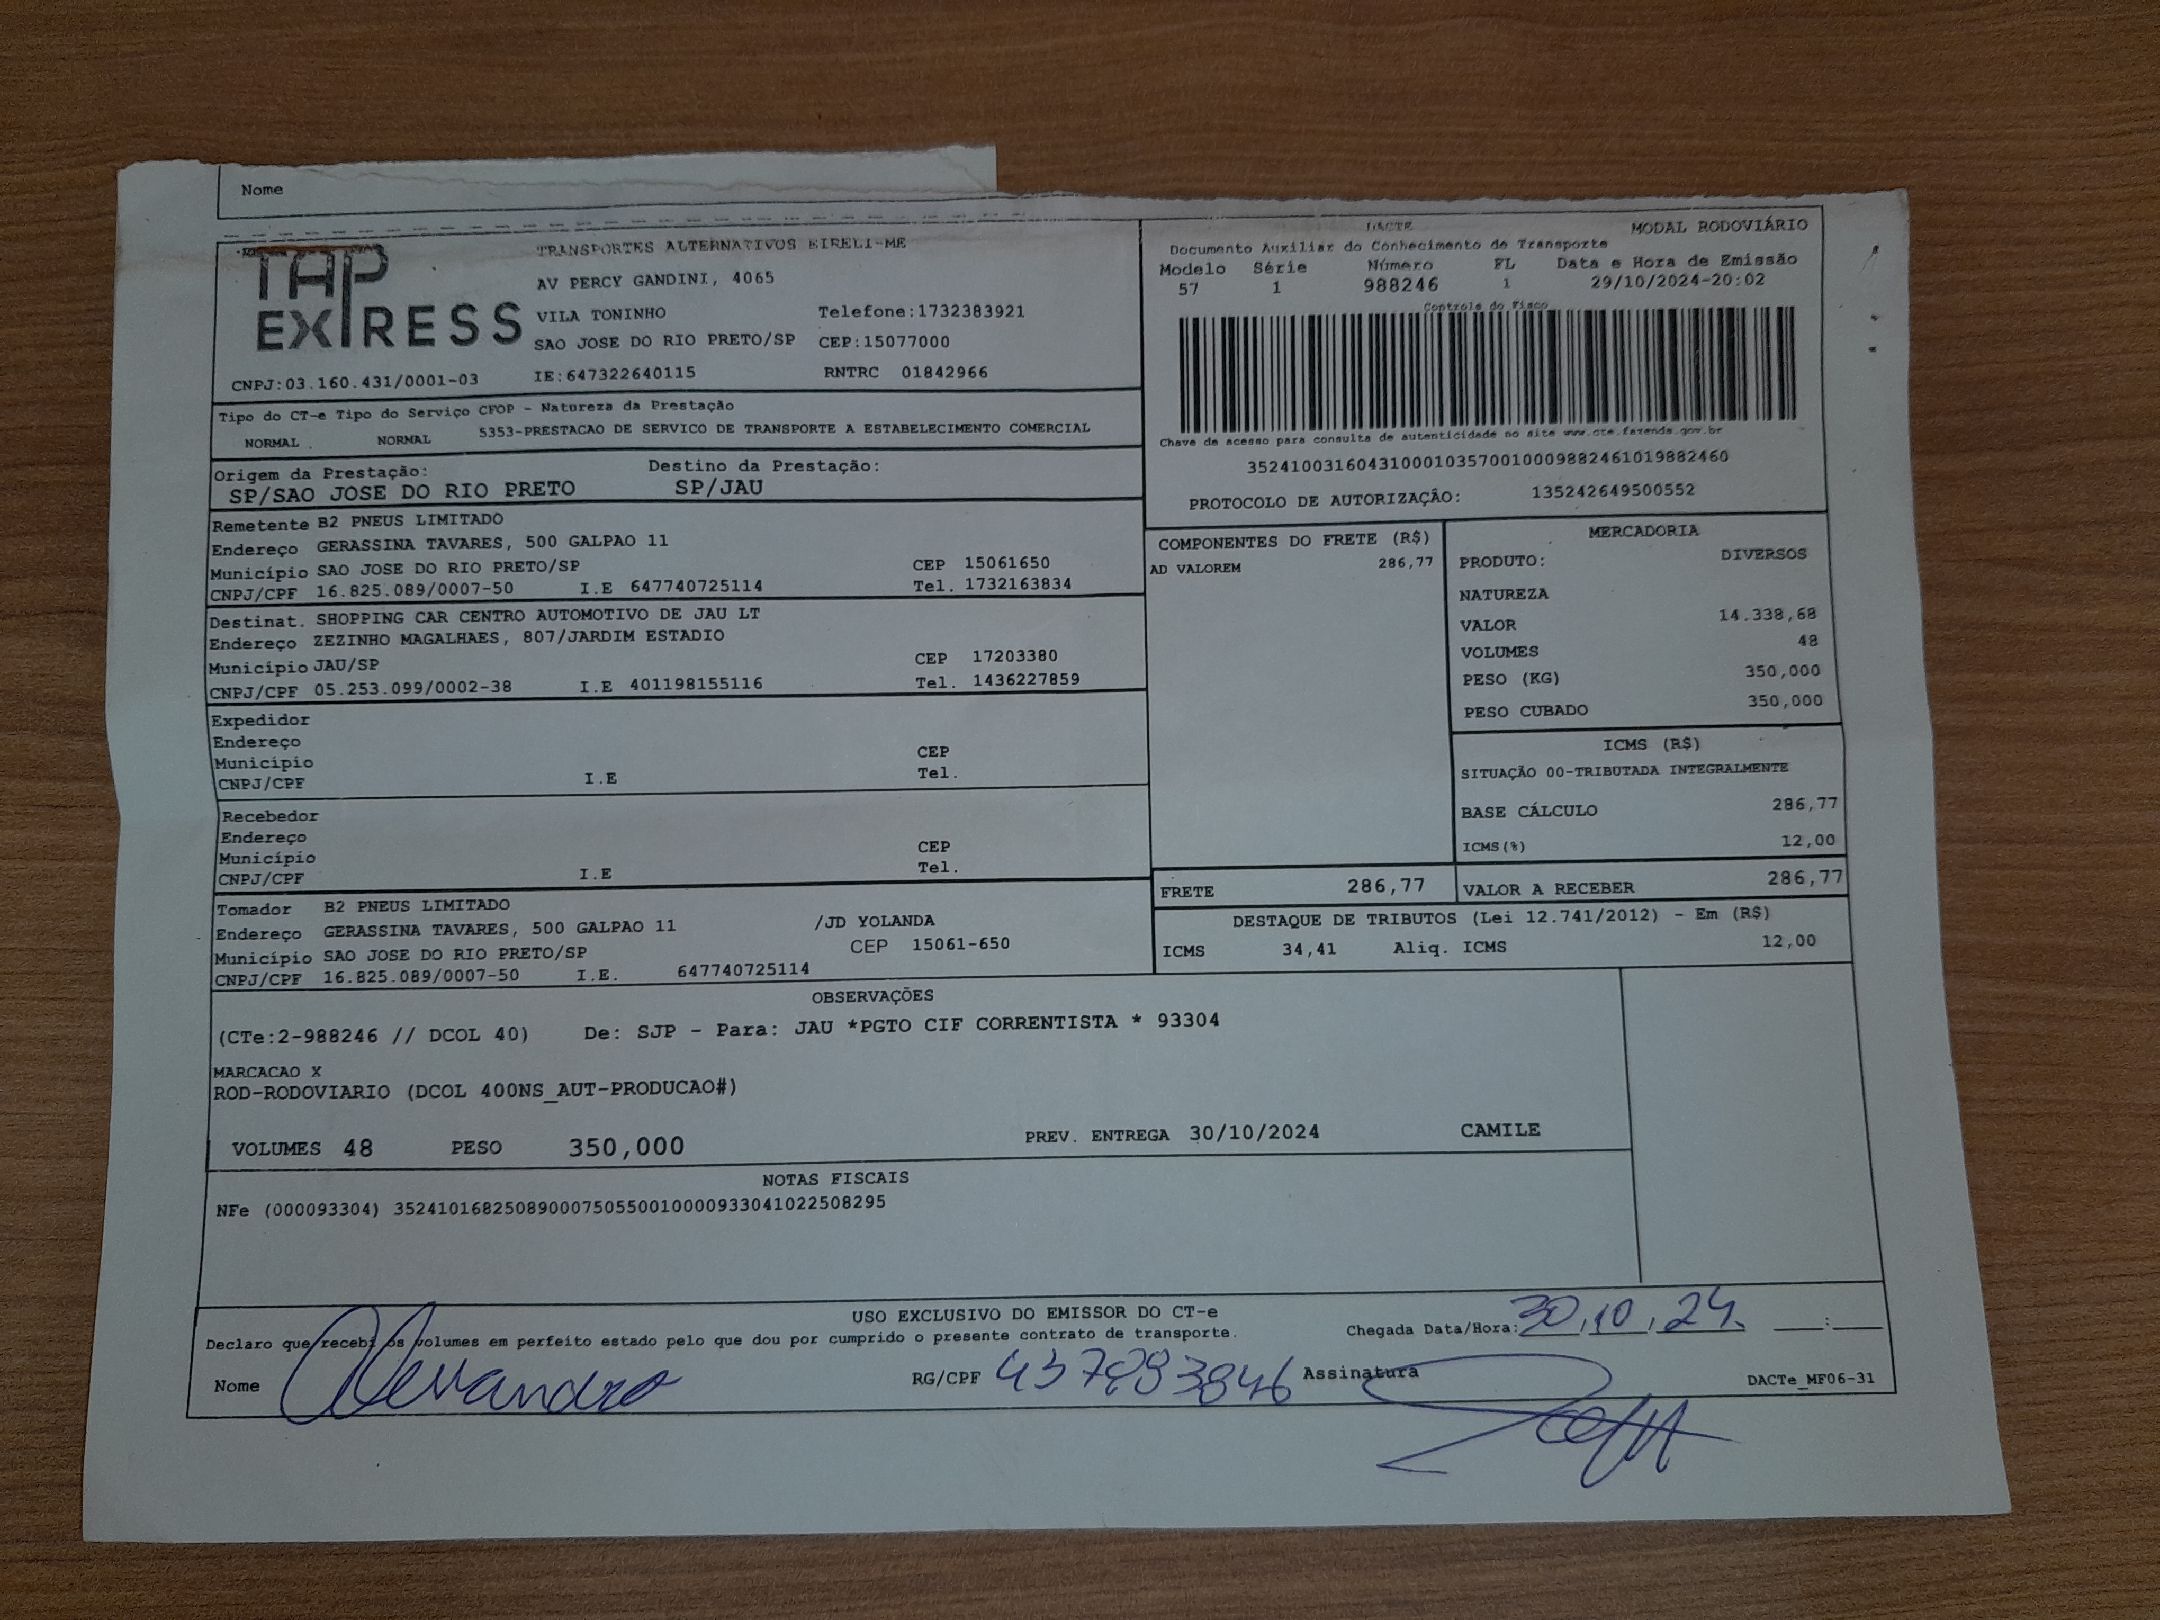 Nome
TAP EXPRESS
TRANSPORTES ALTERNATIVOS EIRELI-ME
AV PERCY GANDINI, 4065
VILA TONINHO Telefone:1732383921
SAO JOSE DO RIO PRETO/SP CEP:15077000
CNPJ:03.160.431/0001-03 IE:647322640115 RNTRC 01842966
DACTE MODAL RODOVIÁRIO
Documento Auxiliar do Conhecimento de Transporte
Modelo Série Número FL Data e Hora de Emissão
57 1 988246 1 29/10/2024-20:02
Controle do Fisco
Chave de acesso para consulta de autenticidade no site www.cte.fazenda.gov.br
35241003160431000103570010009882461019882460
PROTOCOLO DE AUTORIZAÇÃO: 135242649500552
Tipo do CT-e Tipo do Serviço CFOP - Natureza da Prestação
NORMAL NORMAL 5353-PRESTACAO DE SERVICO DE TRANSPORTE A ESTABELECIMENTO COMERCIAL
Origem da Prestação: Destino da Prestação:
SP/SAO JOSE DO RIO PRETO SP/JAU
Remetente B2 PNEUS LIMITADO
Endereço GERASSINA TAVARES, 500 GALPAO 11
Município SAO JOSE DO RIO PRETO/SP CEP 15061650
CNPJ/CPF 16.825.089/0007-50 I.E 647740725114 Tel. 1732163834
Destinat. SHOPPING CAR CENTRO AUTOMOTIVO DE JAU LT
Endereço ZEZINHO MAGALHAES, 807/JARDIM ESTADIO
Município JAU/SP CEP 17203380
CNPJ/CPF 05.253.099/0002-38 I.E 401198155116 Tel. 1436227859
Expedidor
Endereço
Município CEP
CNPJ/CPF I.E Tel.
Recebedor
Endereço
Município CEP
CNPJ/CPF I.E Tel.
Tomador B2 PNEUS LIMITADO
Endereço GERASSINA TAVARES, 500 GALPAO 11 /JD YOLANDA
Município SAO JOSE DO RIO PRETO/SP CEP 15061-650
CNPJ/CPF 16.825.089/0007-50 I.E. 647740725114
COMPONENTES DO FRETE (R$)
AD VALOREM 286,77
MERCADORIA
PRODUTO: DIVERSOS
NATUREZA
VALOR 14.338,68
VOLUMES 48
PESO (KG) 350,000
PESO CUBADO 350,000
ICMS (R$)
SITUAÇÃO 00-TRIBUTADA INTEGRALMENTE
BASE CÁLCULO 286,77
ICMS(%) 12,00
FRETE 286,77 VALOR A RECEBER 286,77
DESTAQUE DE TRIBUTOS (Lei 12.741/2012) - Em (R$)
ICMS 34,41 Aliq. ICMS 12,00
OBSERVAÇÕES
(CTe:2-988246 // DCOL 40) De: SJP - Para: JAU *PGTO CIF CORRENTISTA * 93304
MARCACAO X
ROD-RODOVIARIO (DCOL 400NS_AUT-PRODUCAO#)
VOLUMES 48 PESO 350,000 PREV. ENTREGA 30/10/2024 CAMILE
NOTAS FISCAIS
NFe (000093304) 35241016825089000750550010000933041022508295
USO EXCLUSIVO DO EMISSOR DO CT-e
Declaro que recebi os volumes em perfeito estado pelo que dou por cumprido o presente contrato de transporte. Chegada Data/Hora: 30,10,24. ___:___
Nome Alessandro RG/CPF 437893846 Assinatura DACTe_MF06-31